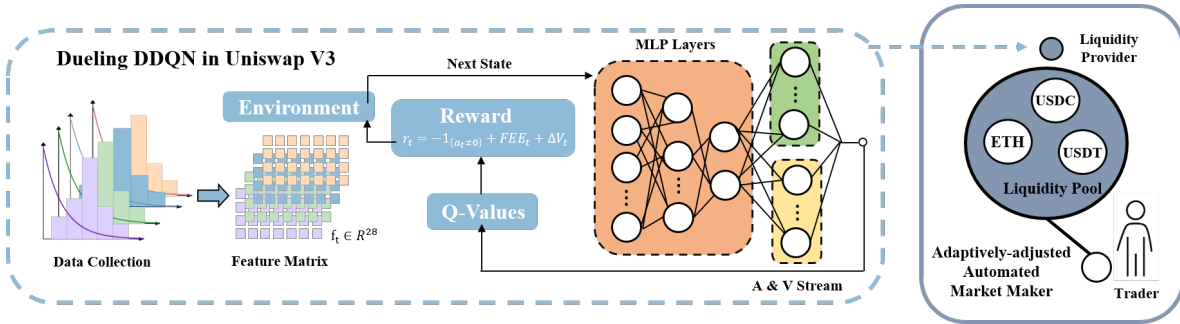 Dueling DDQN in Uniswap V3
Data Collection
Feature Matrix
f_t ∈ R^28
Environment
Next State
Reward
r_t = −1_{(a_t≠0)} + FEE_t + ΔV_t
Q-Values
MLP Layers
A & V Stream
Liquidity
Provider
USDC
ETH
USDT
Liquidity Pool
Adaptively-adjusted
Automated
Market Maker
Trader